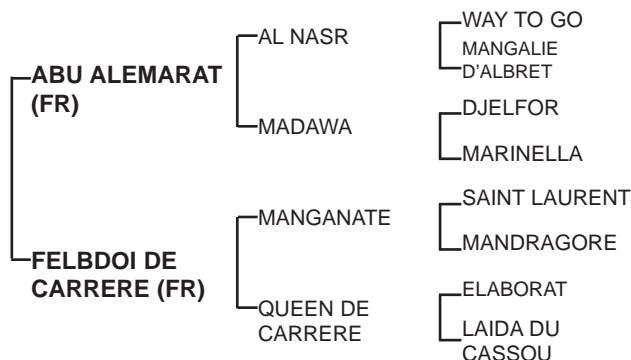 WAY TO GO
AL NASR
MANGALIE
D'ALBRET
ABU ALEMARAT
(FR)
DJELFOR
MADAWA
MARINELLA
SAINT LAURENT
MANGANATE
MANDRAGORE
FELBDOI DE
CARRERE (FR)
ELABORAT
QUEEN DE
CARRERE
LAIDA DU
CASSOU